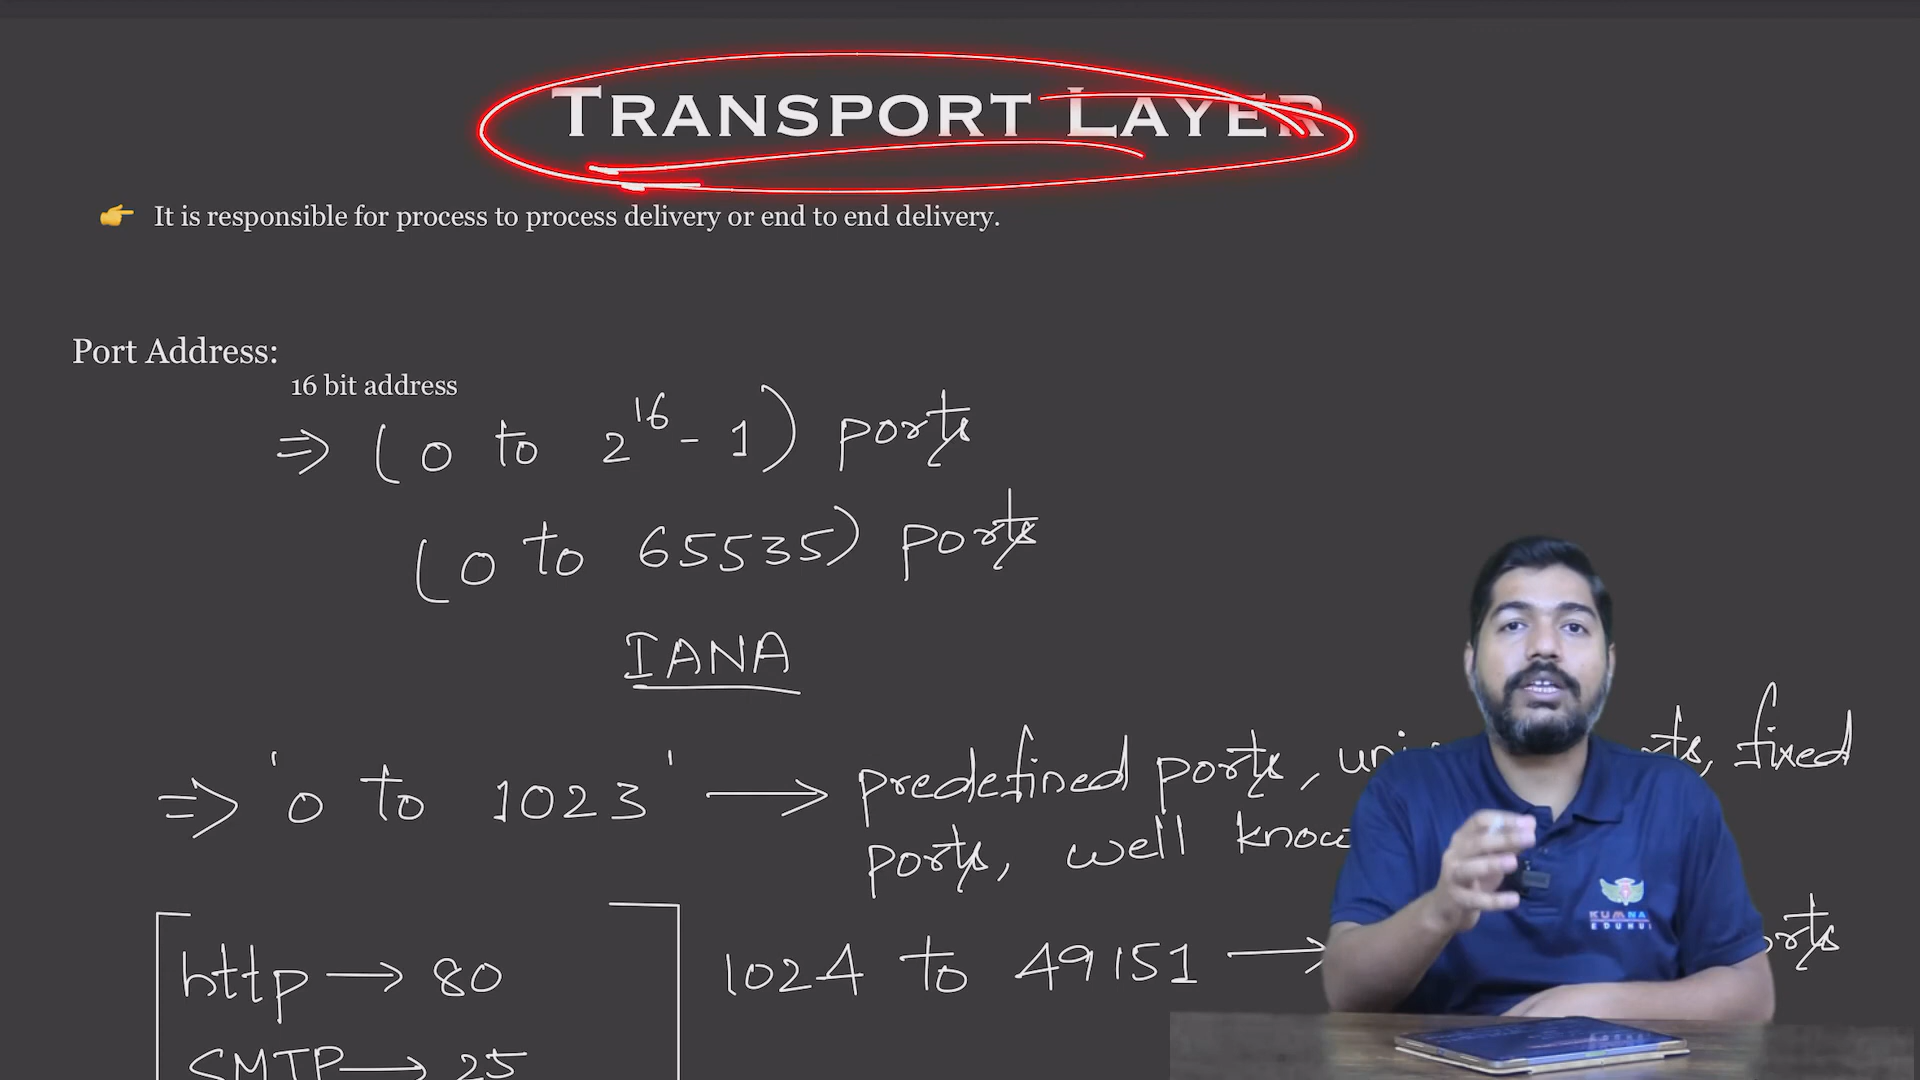 TRANSPORT LAYER
👉 It is responsible for process to process delivery or end to end delivery.
Port Address:
16 bit address
⇒ (0 to 2^16 - 1) ports
(0 to 65535) ports
IANA
⇒ '0 to 1023' → predefined ports, fixed
ports, well
http → 80
1024 to 49151 →
SMTP → 25